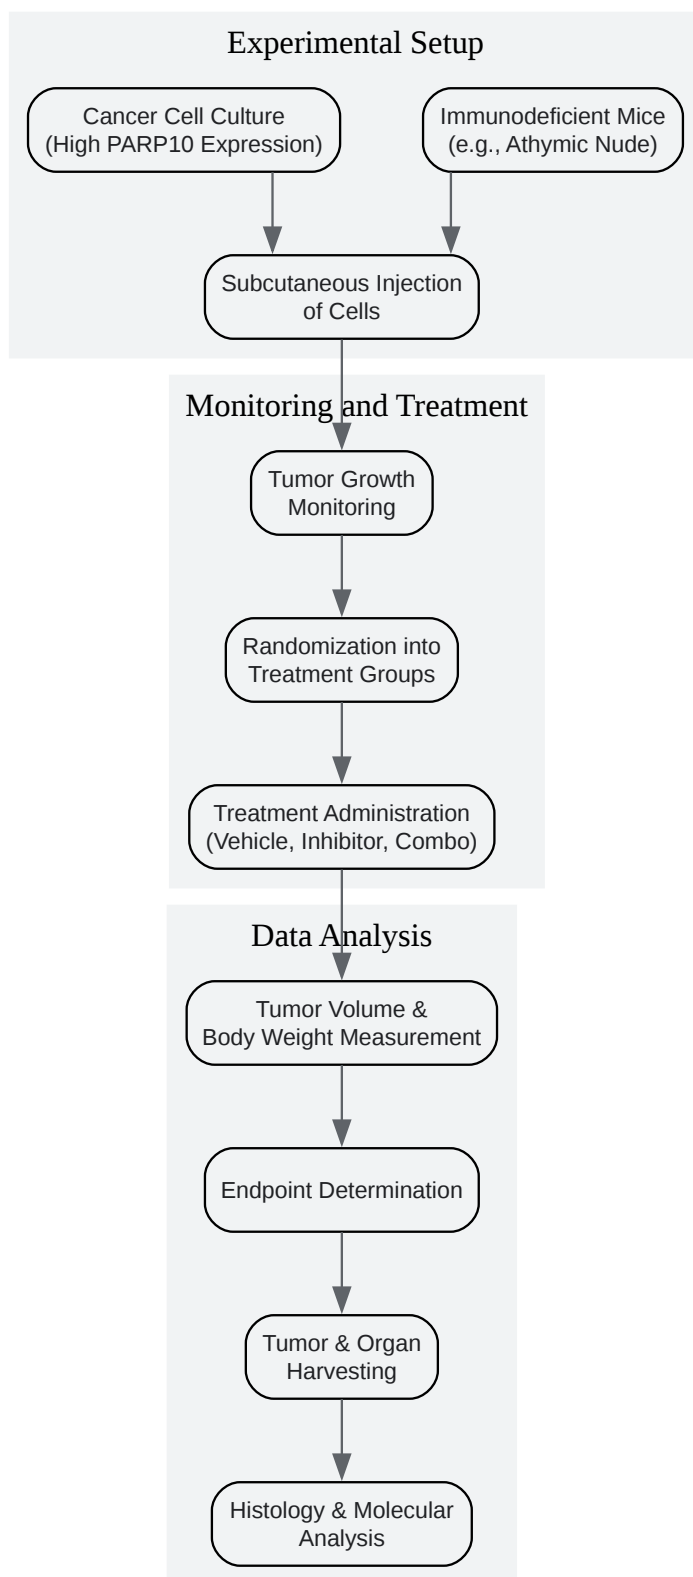 Experimental Setup
Cancer Cell Culture
(High PARP10 Expression)
Immunodeficient Mice
(e.g., Athymic Nude)
Subcutaneous Injection
of Cells
Monitoring and Treatment
Tumor Growth
Monitoring
Randomization into
Treatment Groups
Treatment Administration
(Vehicle, Inhibitor, Combo)
Data Analysis
Tumor Volume &
Body Weight Measurement
Endpoint Determination
Tumor & Organ
Harvesting
Histology & Molecular
Analysis